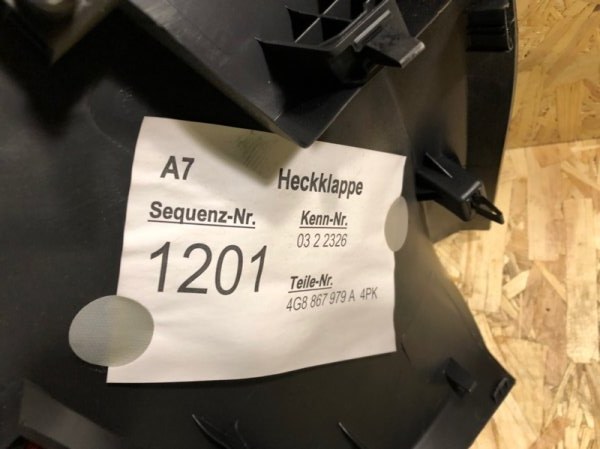 A7 Heckklappe
Sequenz-Nr. Kenn-Nr.
03 2 2326
1201
Teile-Nr.
4G8 867 979 A 4PK